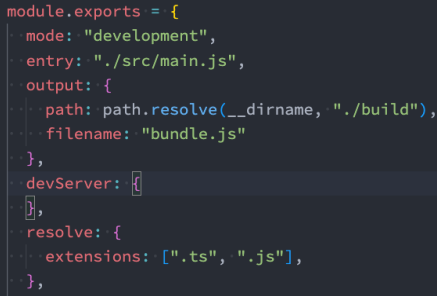 module.exports = {
  mode: "development",
  entry: "./src/main.js",
  output: {
    path: path.resolve(__dirname, "./build"),
    filename: "bundle.js"
  },
  devServer: {
  },
  resolve: {
    extensions: [".ts", ".js"],
  },